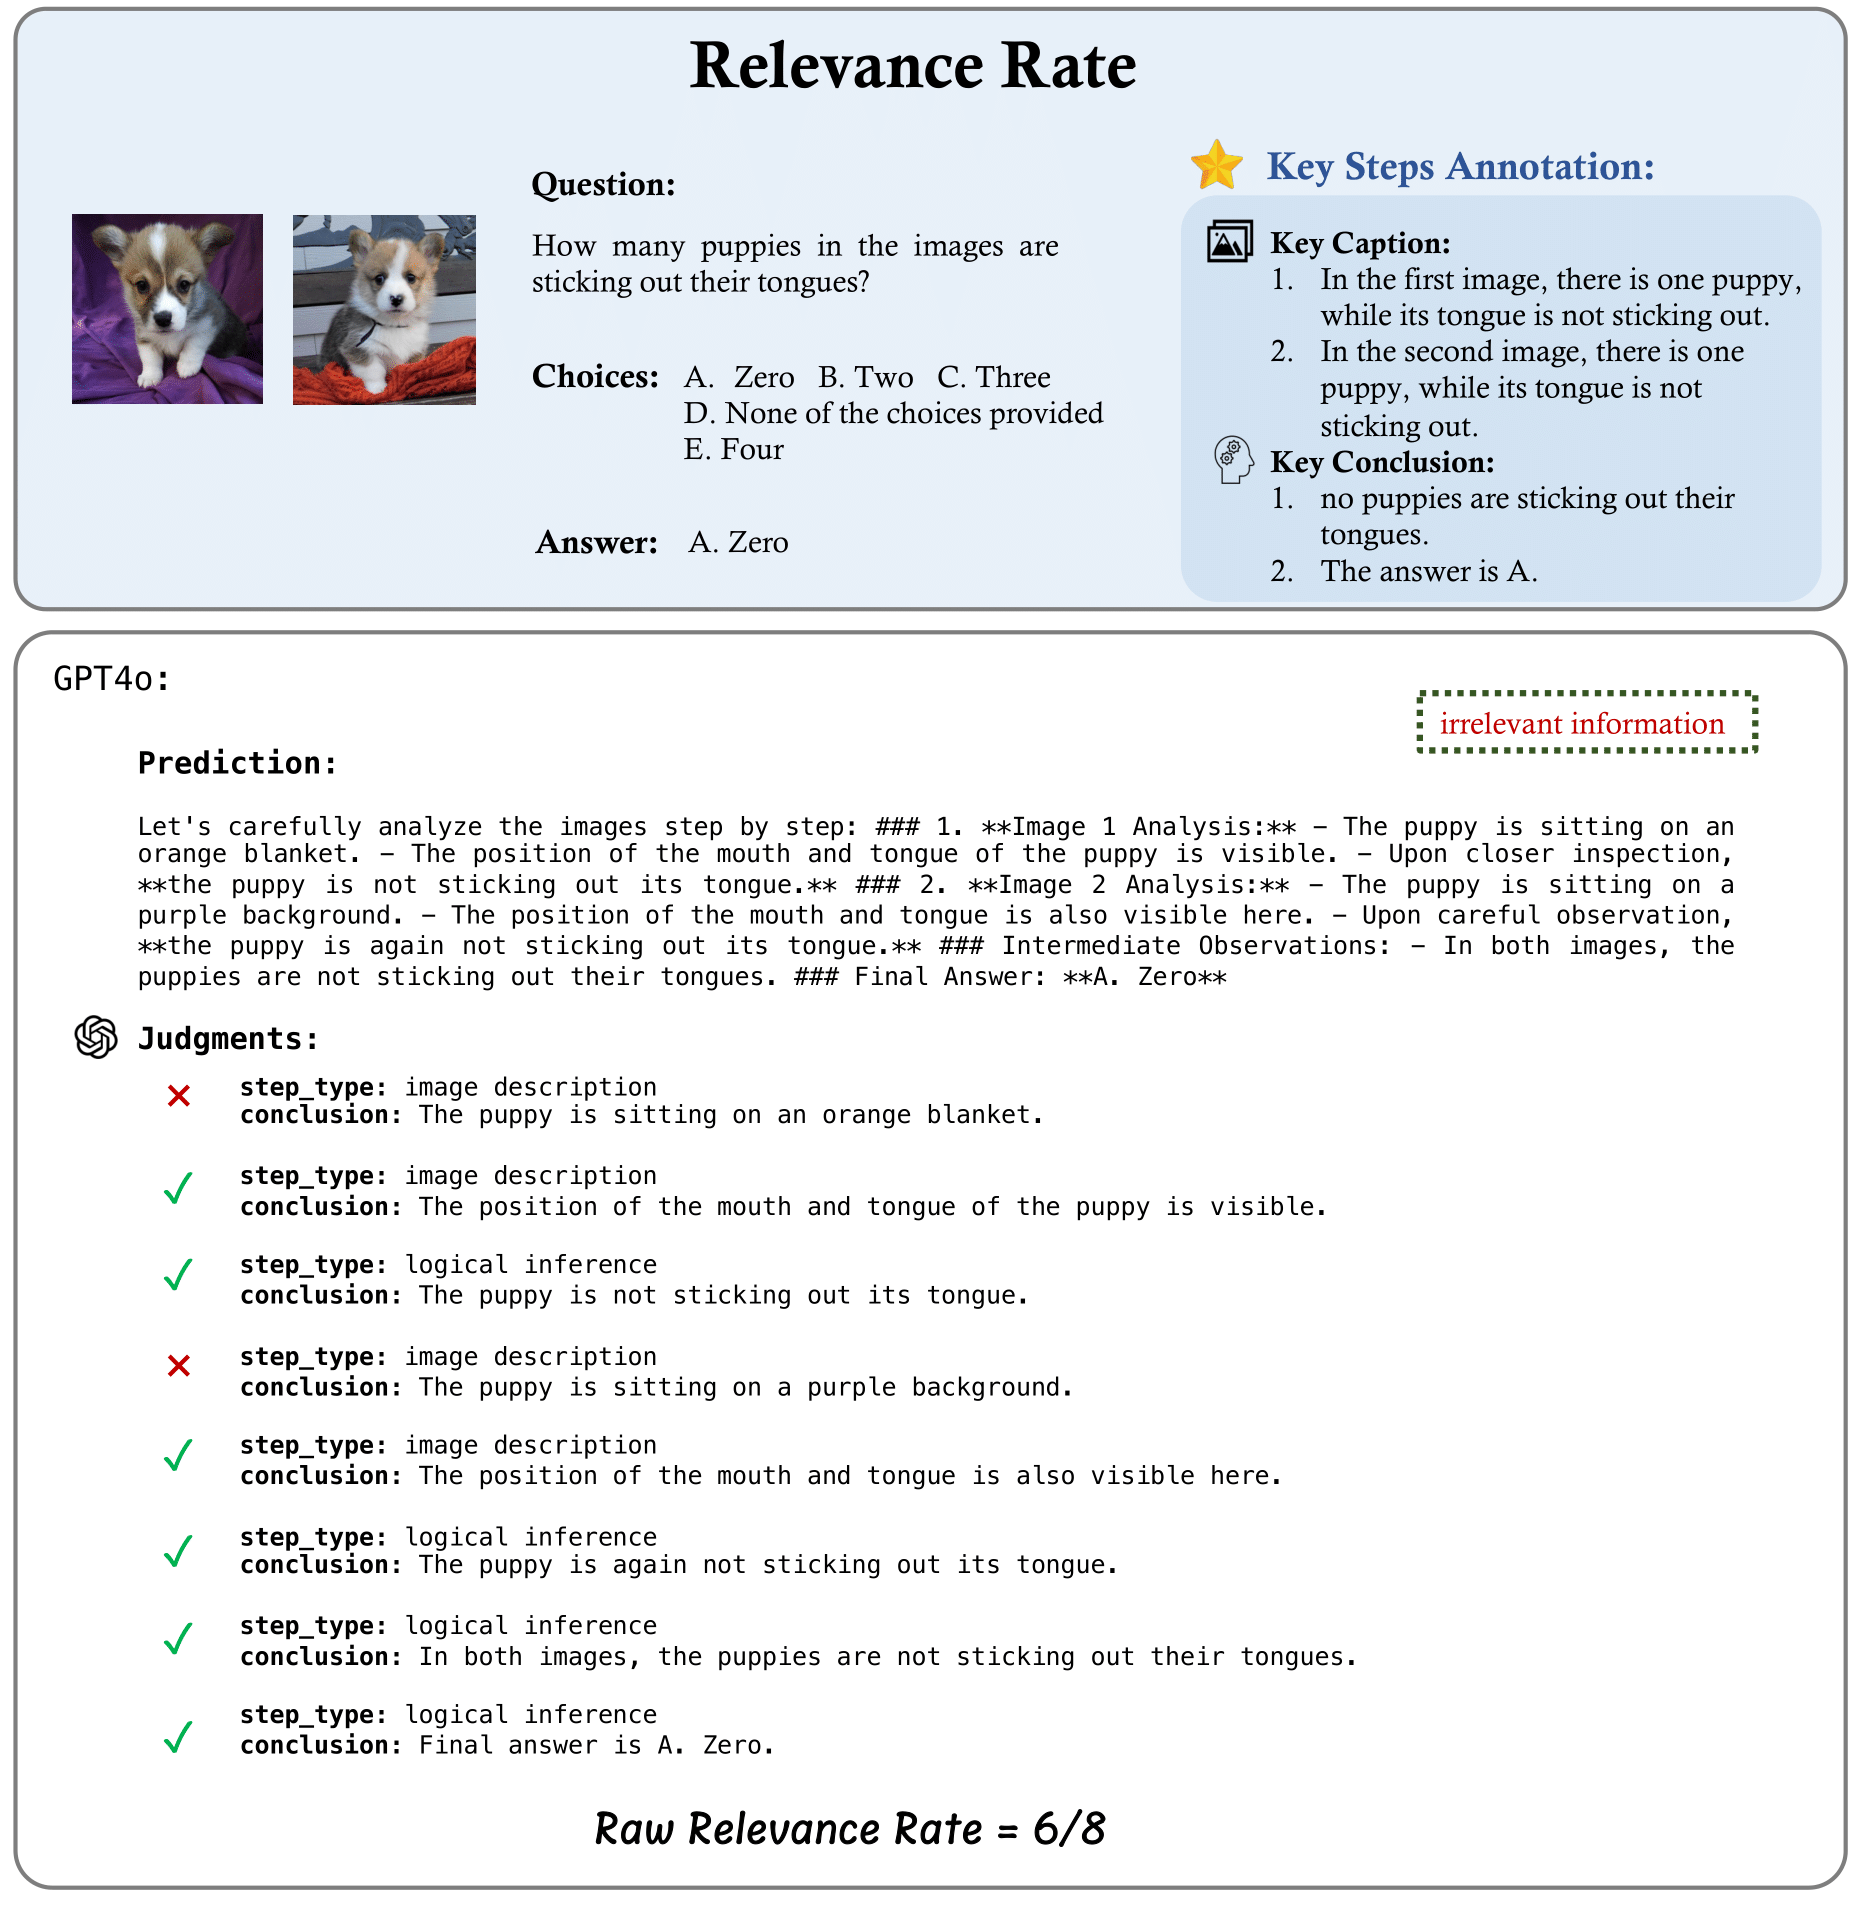 Relevance Rate
Question:
How many puppies in the images are
sticking out their tongues?
Choices: A. Zero B. Two C. Three
D. None of the choices provided
E. Four
Answer: A. Zero
Key Steps Annotation:
Key Caption:
1. In the first image, there is one puppy,
while its tongue is not sticking out.
2. In the second image, there is one
puppy, while its tongue is not
sticking out.
Key Conclusion:
1. no puppies are sticking out their
tongues.
2. The answer is A.
GPT4o:
irrelevant information
Prediction:
Let's carefully analyze the images step by step: ### 1. **Image 1 Analysis:** – The puppy is sitting on an
orange blanket. – The position of the mouth and tongue of the puppy is visible. – Upon closer inspection,
**the puppy is not sticking out its tongue.** ### 2. **Image 2 Analysis:** – The puppy is sitting on a
purple background. – The position of the mouth and tongue is also visible here. – Upon careful observation,
**the puppy is again not sticking out its tongue.** ### Intermediate Observations: – In both images, the
puppies are not sticking out their tongues. ### Final Answer: **A. Zero**
Judgments:
step_type: image description
conclusion: The puppy is sitting on an orange blanket.
step_type: image description
conclusion: The position of the mouth and tongue of the puppy is visible.
step_type: logical inference
conclusion: The puppy is not sticking out its tongue.
step_type: image description
conclusion: The puppy is sitting on a purple background.
step_type: image description
conclusion: The position of the mouth and tongue is also visible here.
step_type: logical inference
conclusion: The puppy is again not sticking out its tongue.
step_type: logical inference
conclusion: In both images, the puppies are not sticking out their tongues.
step_type: logical inference
conclusion: Final answer is A. Zero.
Raw Relevance Rate = 6/8